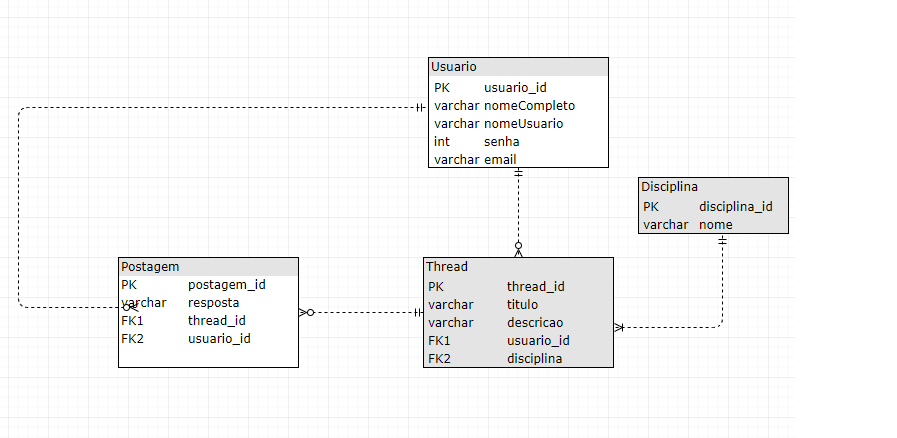 Usuario
PK usuario_id
varchar nomeCompleto
varchar nomeUsuario
int senha
varchar email
Disciplina
PK disciplina_id
varchar nome
Postagem
PK postagem_id
varchar resposta
FK1 thread_id
FK2 usuario_id
Thread
PK thread_id
varchar titulo
varchar descricao
FK1 usuario_id
FK2 disciplina